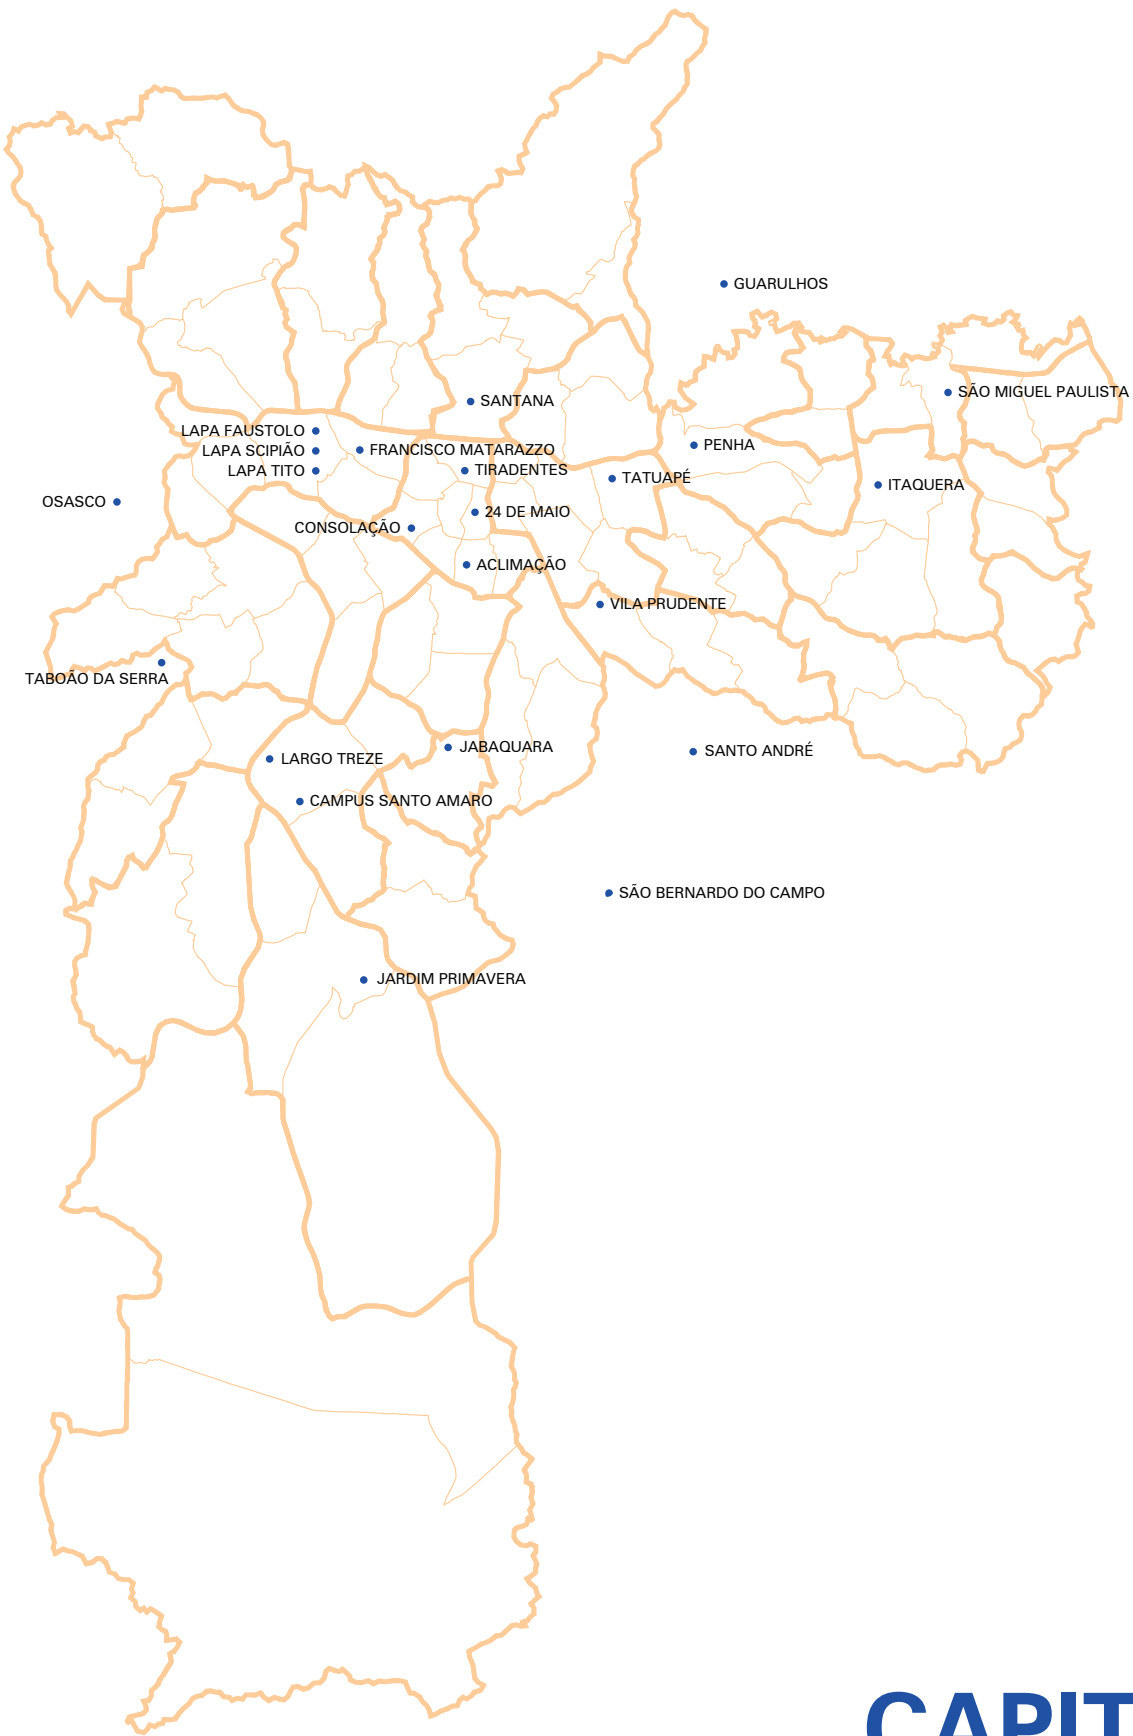 GUARULHOS
SÃO MIGUEL PAULISTA
SANTANA
LAPA FAUSTOLO
LAPA SCIPIÃO
FRANCISCO MATARAZZO
PENHA
LAPA TITO
TIRADENTES
TATUAPÉ
ITAQUERA
OSASCO
24 DE MAIO
CONSOLAÇÃO
ACLIMAÇÃO
VILA PRUDENTE
TABOÃO DA SERRA
JABAQUARA
SANTO ANDRÉ
LARGO TREZE
CAMPUS SANTO AMARO
SÃO BERNARDO DO CAMPO
JARDIM PRIMAVERA
CAPIT